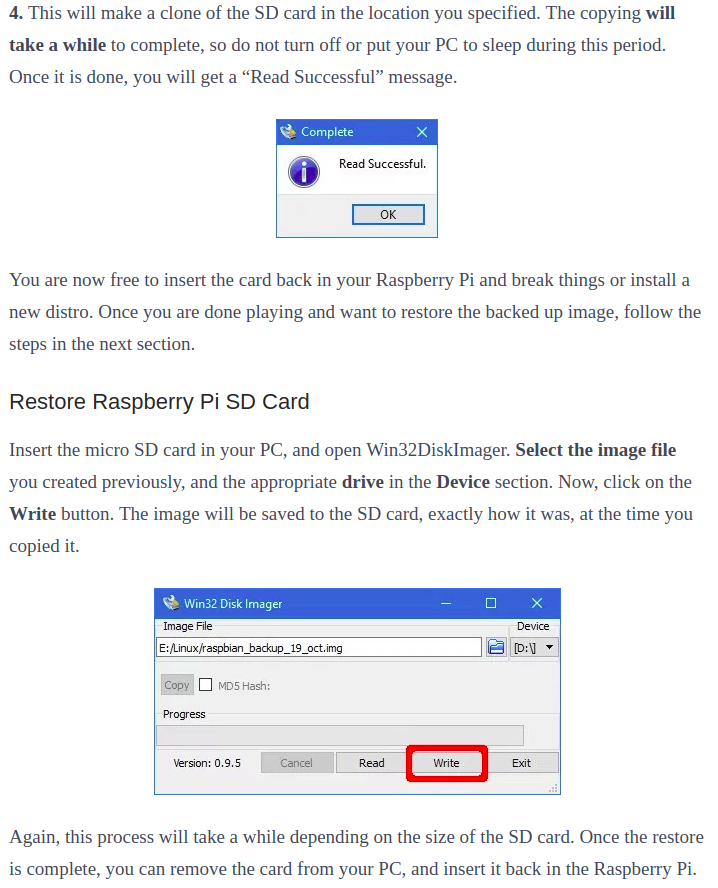 4. This will make a clone of the SD card in the location you specified. The copying will
take a while to complete, so do not turn off or put your PC to sleep during this period.
Once it is done, you will get a “Read Successful” message.
Complete
Read Successful.
OK
You are now free to insert the card back in your Raspberry Pi and break things or install a
new distro. Once you are done playing and want to restore the backed up image, follow the
steps in the next section.
Restore Raspberry Pi SD Card
Insert the micro SD card in your PC, and open Win32DiskImager. Select the image file
you created previously, and the appropriate drive in the Device section. Now, click on the
Write button. The image will be saved to the SD card, exactly how it was, at the time you
copied it.
Win32 Disk Imager
Image File Device
E:/Linux/raspbian_backup_19_oct.img [D:\]
Copy MD5 Hash:
Progress
Version: 0.9.5 Cancel Read Write Exit
Again, this process will take a while depending on the size of the SD card. Once the restore
is complete, you can remove the card from your PC, and insert it back in the Raspberry Pi.